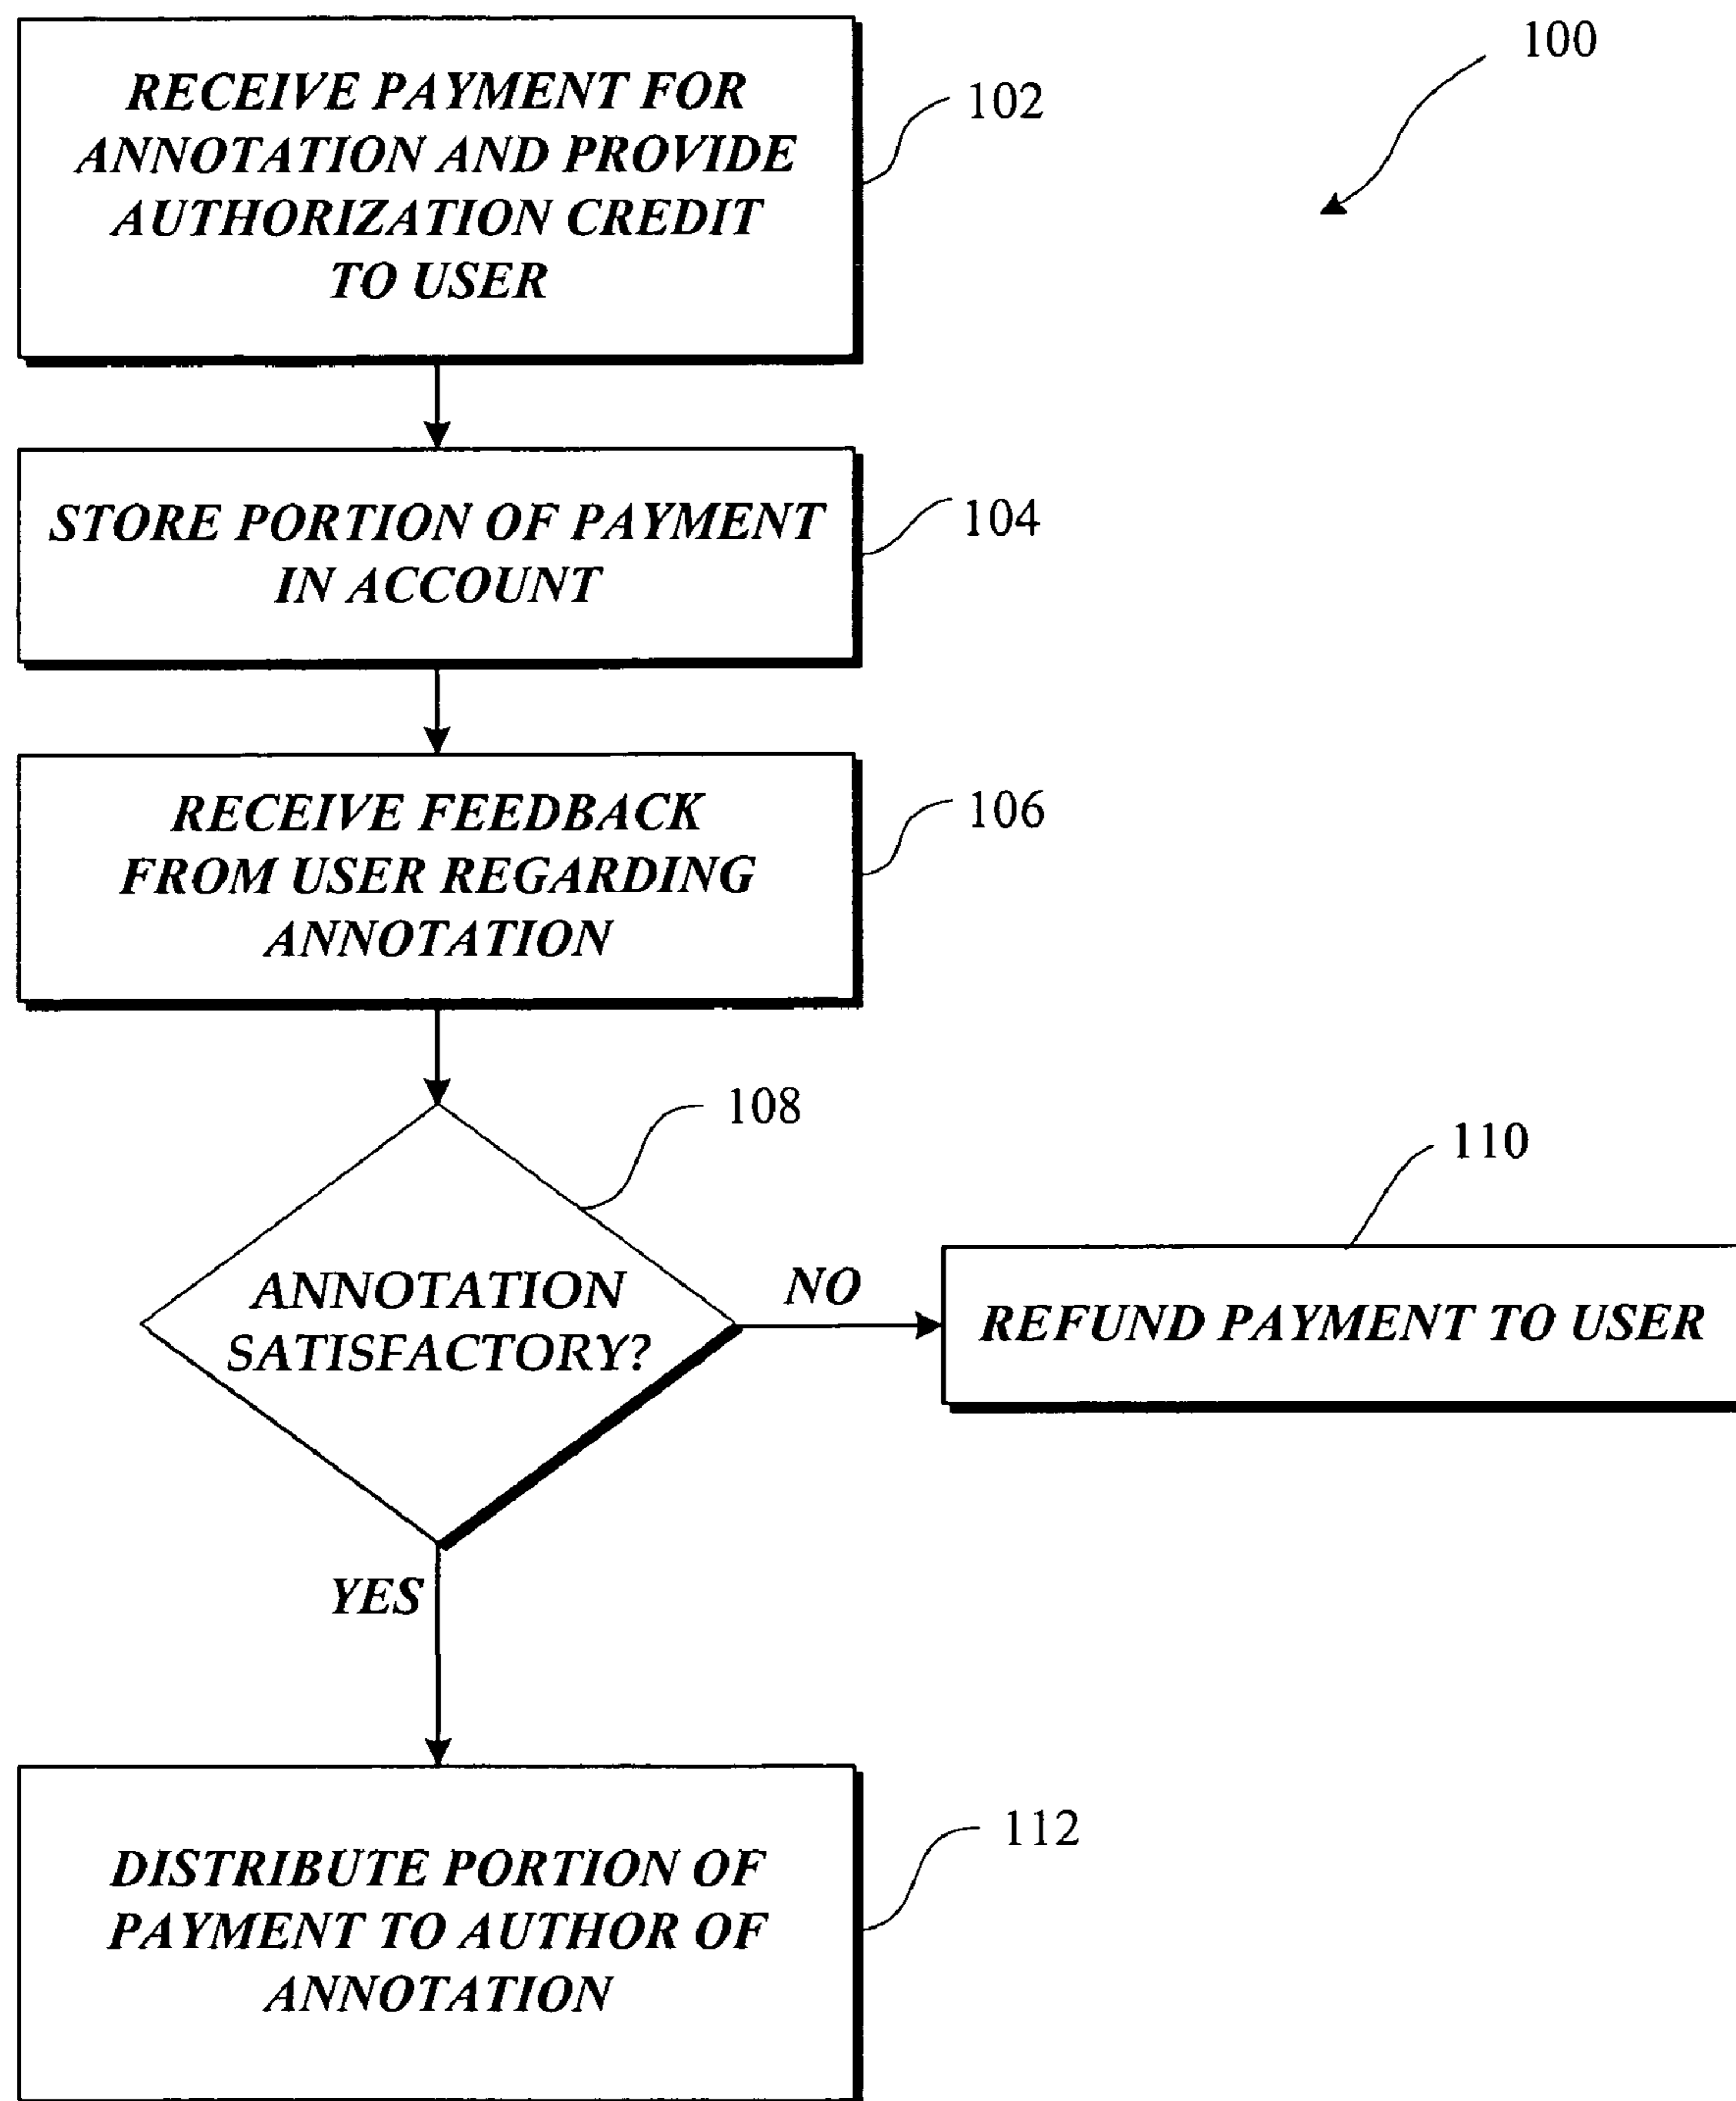 100
RECEIVE PAYMENT FOR
ANNOTATION AND PROVIDE
AUTHORIZATION CREDIT
TO USER
102
STORE PORTION OF PAYMENT
IN ACCOUNT
104
RECEIVE FEEDBACK
FROM USER REGARDING
ANNOTATION
106
108
ANNOTATION
SATISFACTORY?
NO
110
REFUND PAYMENT TO USER
YES
DISTRIBUTE PORTION OF
PAYMENT TO AUTHOR OF
ANNOTATION
112